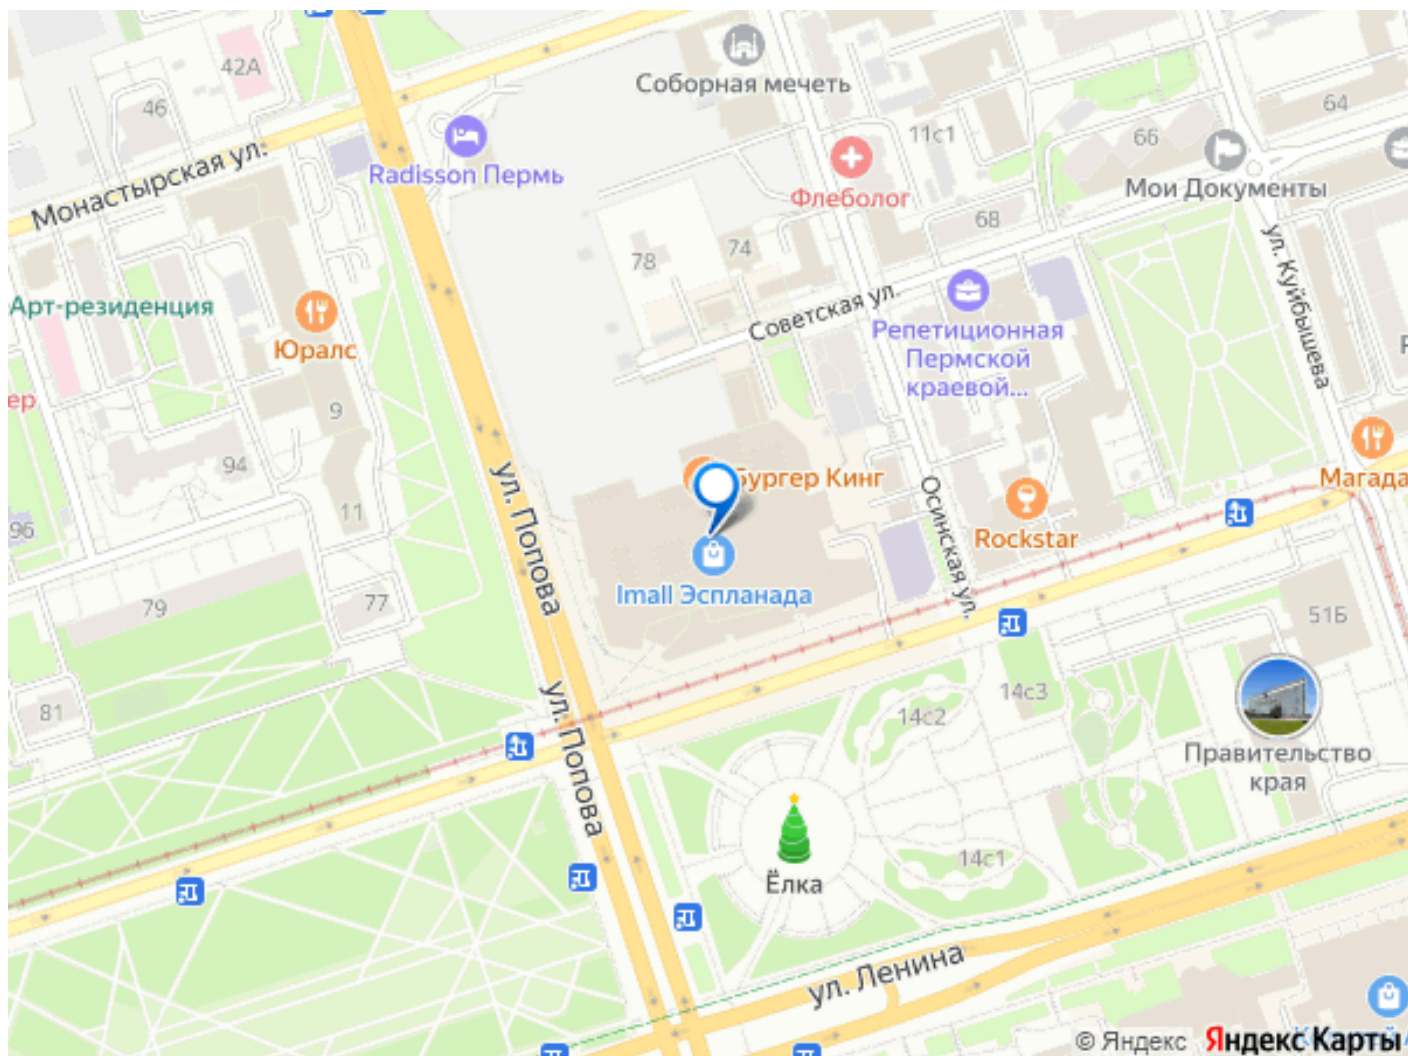 42А
46
Соборная мечеть
64
11с1
66
Radisson Пермь
Монастырская ул.
Флеболог
Мои Документы
68
74
78
ул. Куйбышева
Арт-резиденция
Советская ул.
Юралс
Репетиционная
Пермской
краевой...
ер
9
94
Бургер Кинг
Магада
ул. Попова
Осинская ул.
11
96
Rockstar
Imall Эспланада
79
77
51Б
81
ул. Попова
14с3
14с2
Правительство
края
14с1
Ёлка
ул. Ленина
© Яндекс Яндекс Карты